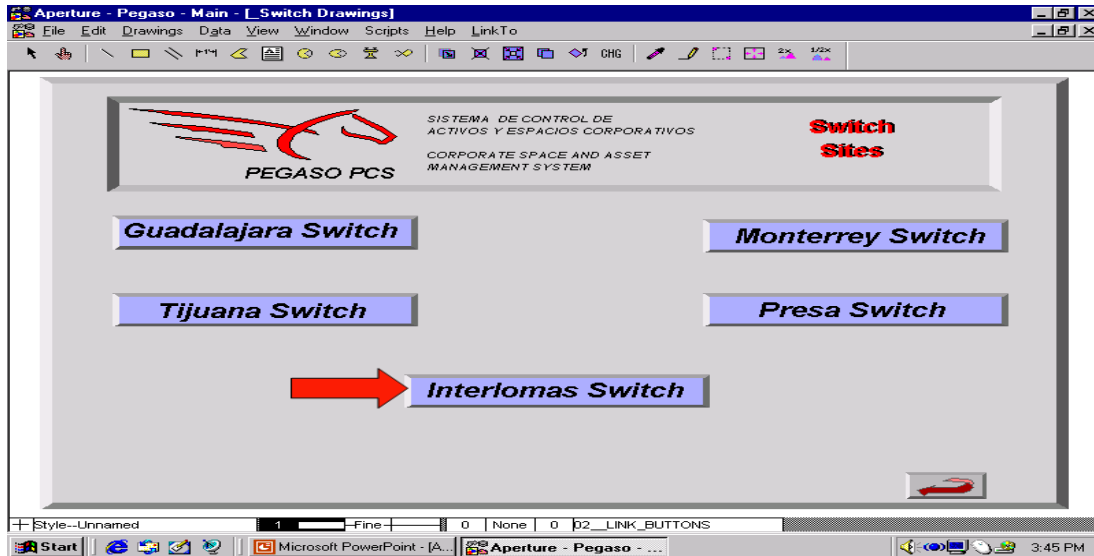 Aperture - Pegaso - Main - [_Switch Drawings]
File Edit Drawings Data View Window Scripts Help LinkTo
CHG 2X 1/2X
SISTEMA DE CONTROL DE
ACTIVOS Y ESPACIOS CORPORATIVOS
CORPORATE SPACE AND ASSET
MANAGEMENT SYSTEM
PEGASO PCS
Switch
Sites
Guadalajara Switch
Monterrey Switch
Tijuana Switch
Presa Switch
Interlomas Switch
Style--Unnamed 1 Fine 0 None 0 02__LINK_BUTTONS
Start Microsoft PowerPoint - [A... Aperture - Pegaso - ... 3:45 PM